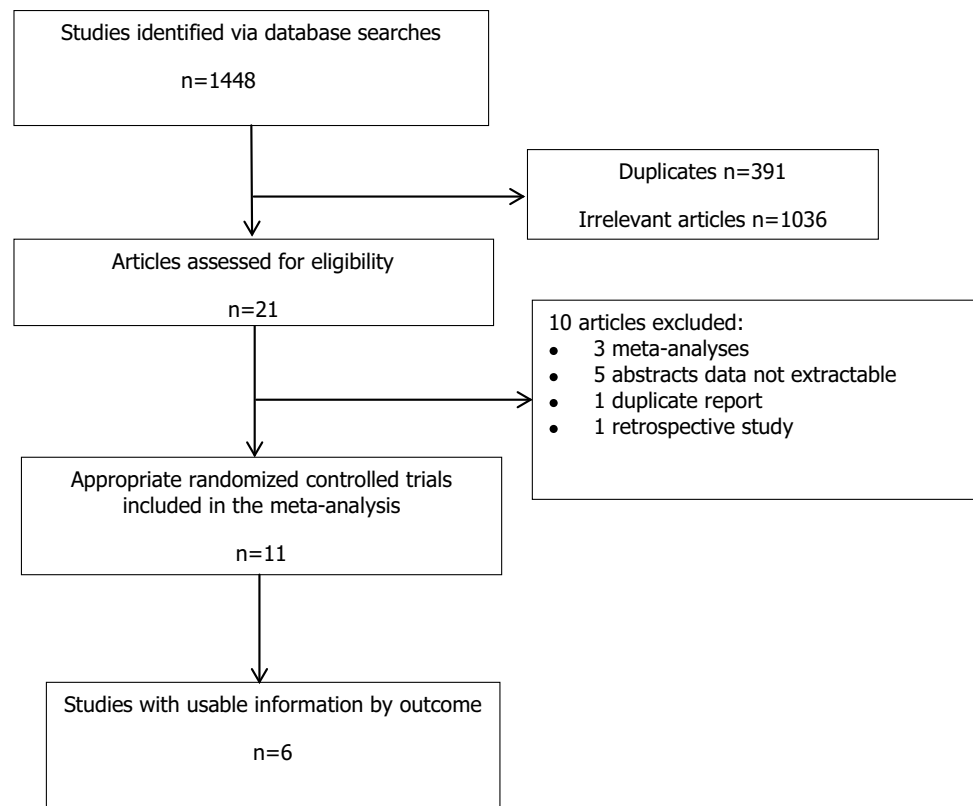 Studies identified via database searches
n=1448
Duplicates n=391
Irrelevant articles n=1036
Articles assessed for eligibility
n=21
10 articles excluded:
● 3 meta-analyses
● 5 abstracts data not extractable
● 1 duplicate report
● 1 retrospective study
Appropriate randomized controlled trials
included in the meta-analysis
n=11
Studies with usable information by outcome
n=6